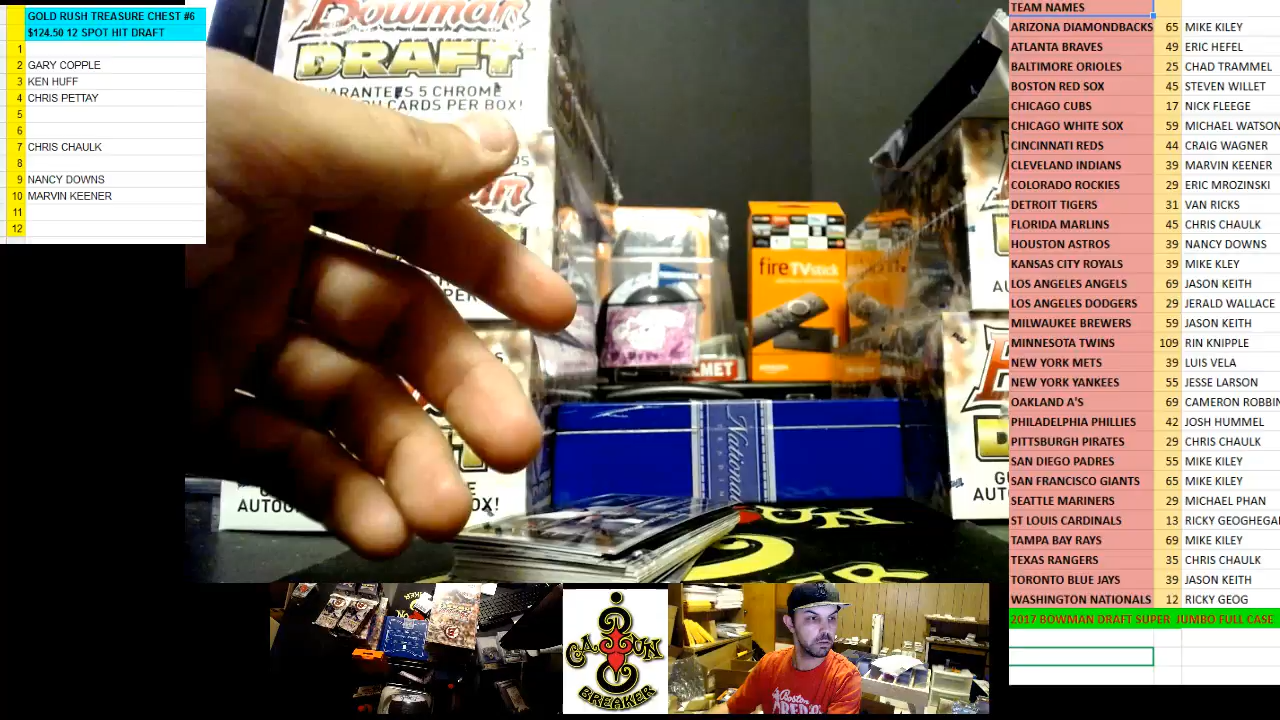 GOLD RUSH TREASURE CHEST #6
$124.50 12 SPOT HIT DRAFT
1
2 GARY COPPLE
3 KEN HUFF
4 CHRIS PETTAY
5
6
7 CHRIS CHAULK
8
9 NANCY DOWNS
10 MARVIN KEENER
11
12
Bowman
DRAFT
GUARANTEES 5 CHROME
CARDS PER BOX!
fireTVstick
National
TEAM NAMES
ARIZONA DIAMONDBACKS 65 MIKE KILEY
ATLANTA BRAVES 49 ERIC HEFEL
BALTIMORE ORIOLES 25 CHAD TRAMMEL
BOSTON RED SOX 45 STEVEN WILLET
CHICAGO CUBS 17 NICK FLEEGE
CHICAGO WHITE SOX 59 MICHAEL WATSON
CINCINNATI REDS 44 CRAIG WAGNER
CLEVELAND INDIANS 39 MARVIN KEENER
COLORADO ROCKIES 29 ERIC MROZINSKI
DETROIT TIGERS 31 VAN RICKS
FLORIDA MARLINS 45 CHRIS CHAULK
HOUSTON ASTROS 39 NANCY DOWNS
KANSAS CITY ROYALS 39 MIKE KLEY
LOS ANGELES ANGELS 69 JASON KEITH
LOS ANGELES DODGERS 29 JERALD WALLACE
MILWAUKEE BREWERS 59 JASON KEITH
MINNESOTA TWINS 109 RIN KNIPPLE
NEW YORK METS 39 LUIS VELA
NEW YORK YANKEES 55 JESSE LARSON
OAKLAND A'S 69 CAMERON ROBBIN
PHILADELPHIA PHILLIES 42 JOSH HUMMEL
PITTSBURGH PIRATES 29 CHRIS CHAULK
SAN DIEGO PADRES 55 MIKE KILEY
SAN FRANCISCO GIANTS 65 MIKE KILEY
SEATTLE MARINERS 29 MICHAEL PHAN
ST LOUIS CARDINALS 13 RICKY GEOGHEGA
TAMPA BAY RAYS 69 MIKE KILEY
TEXAS RANGERS 35 CHRIS CHAULK
TORONTO BLUE JAYS 39 JASON KEITH
WASHINGTON NATIONALS 12 RICKY GEOG
2017 BOWMAN DRAFT SUPER JUMBO FULL CASE
BREAKER